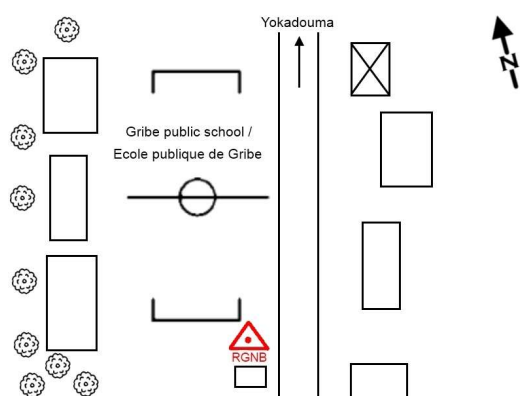 Yokadouma
N
Gribe public school /
Ecole publique de Gribe
RGNB